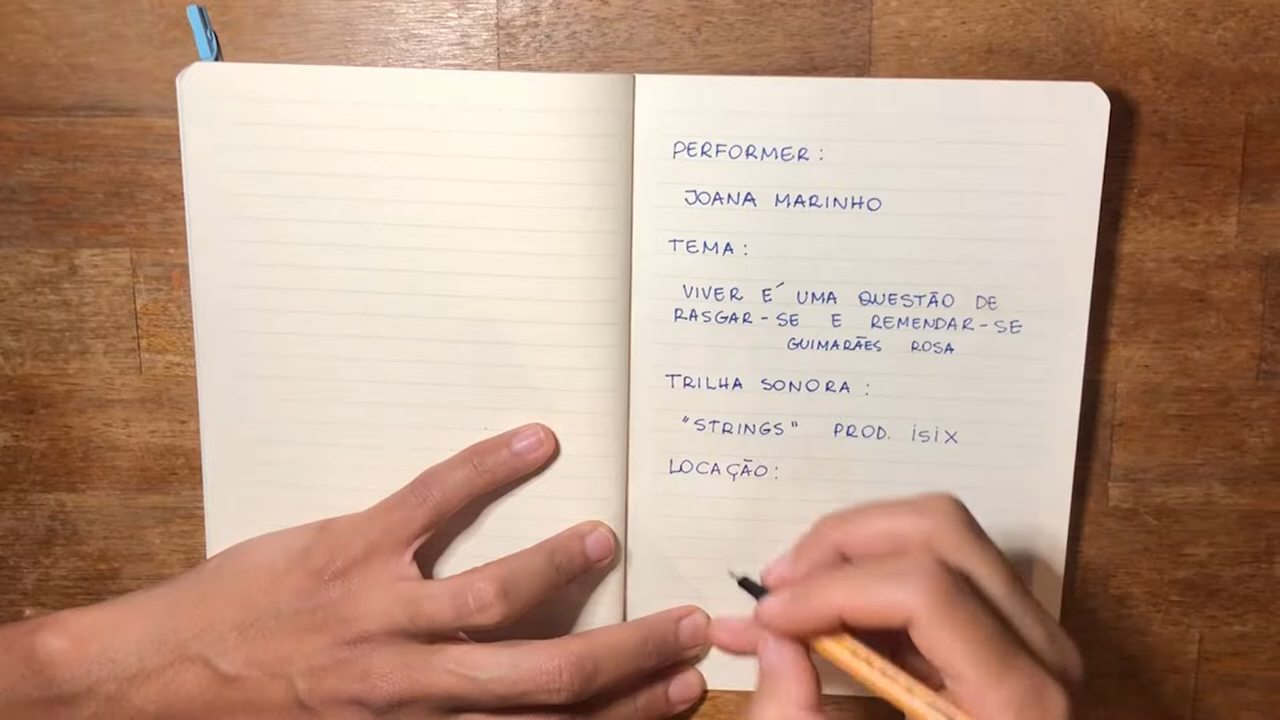 PERFORMER:
JOANA MARINHO
TEMA:
VIVER É UMA QUESTÃO DE
RASGAR-SE E REMENDAR-SE
GUIMARÃES ROSA
TRILHA SONORA:
"STRINGS" PROD. isiX
LOCAÇÃO: